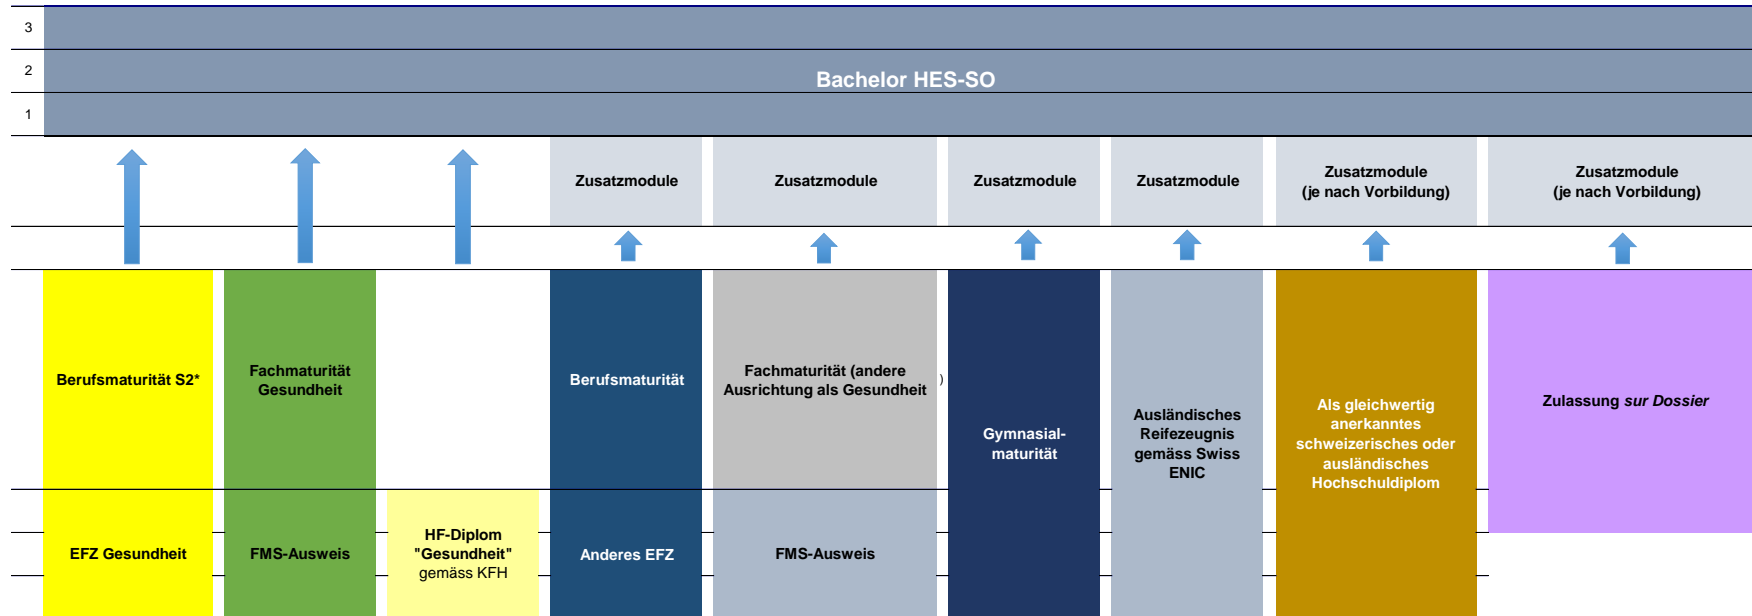 3
2
Bachelor HES-SO
1
Zusatzmodule
Zusatzmodule
Zusatzmodule
Zusatzmodule
Zusatzmodule
(je nach Vorbildung)
Zusatzmodule
(je nach Vorbildung)
Berufsmaturität S2*
Fachmaturität
Gesundheit
Berufsmaturität
Fachmaturität (andere
Ausrichtung als Gesundheit
)
Gymnasial-
maturität
Ausländisches
Reifezeugnis
gemäss Swiss
ENIC
Als gleichwertig
anerkanntes
schweizerisches oder
ausländisches
Hochschuldiplom
Zulassung sur Dossier
EFZ Gesundheit
FMS-Ausweis
HF-Diplom
"Gesundheit"
gemäss KFH
Anderes EFZ
FMS-Ausweis